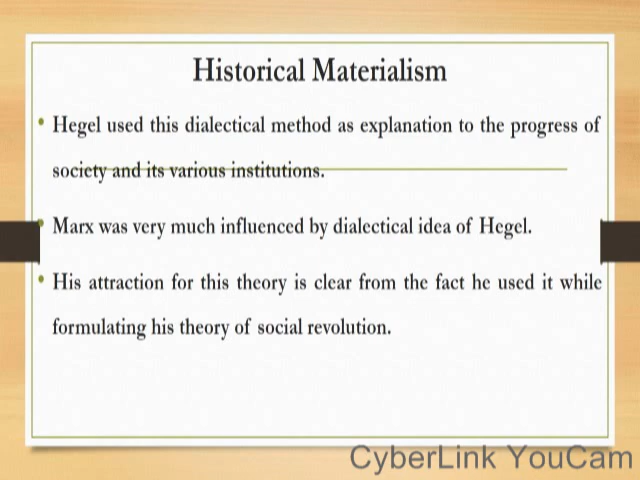 Historical Materialism
• Hegel used this dialectical method as explanation to the progress of
society and its various institutions.
• Marx was very much influenced by dialectical idea of Hegel.
• His attraction for this theory is clear from the fact he used it while
formulating his theory of social revolution.
CyberLink YouCam